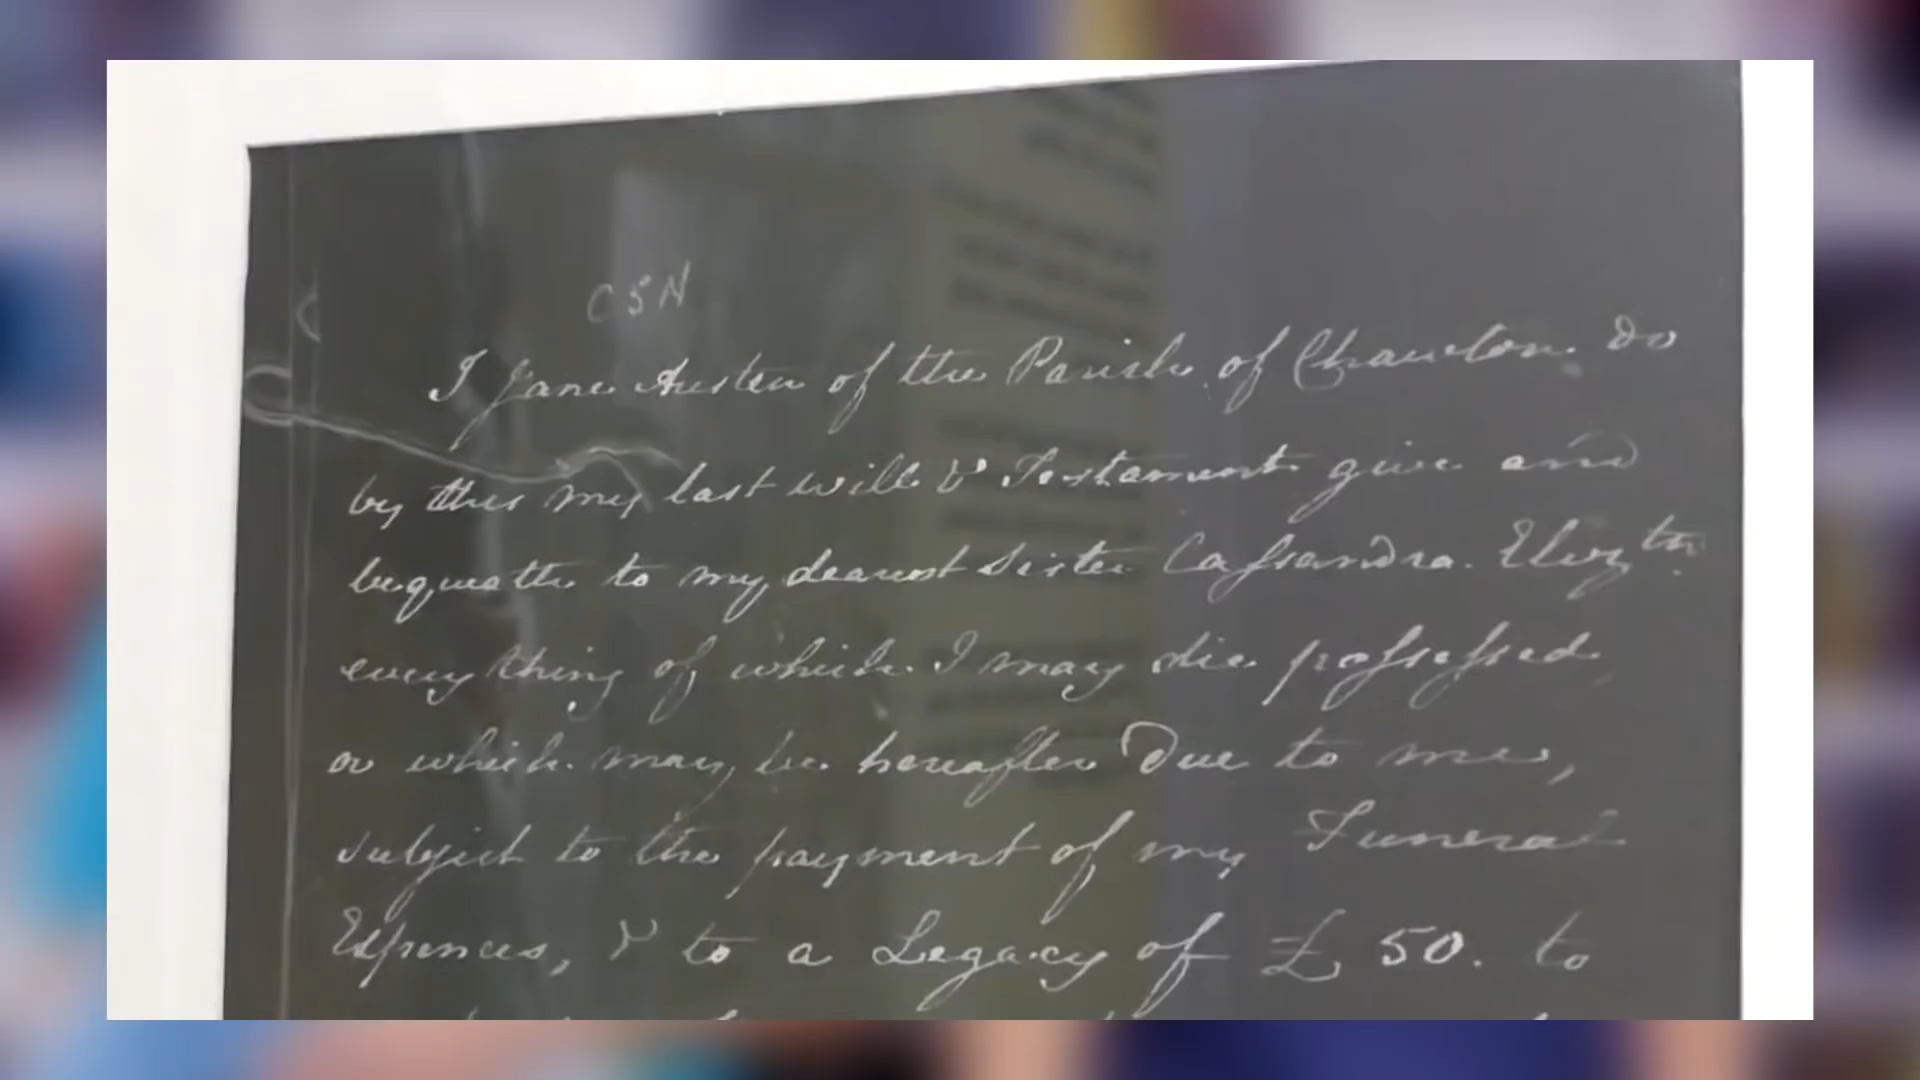 CSN
I Jane Austen of the Parish of Chawton do
by this my last will & Testament give and
bequeath to my dearest Sister Cassandra Elizth.
every thing of which I may die possessed
or which may be hereafter due to me,
subject to the payment of my Funeral
Expences, & to a Legacy of £50. to